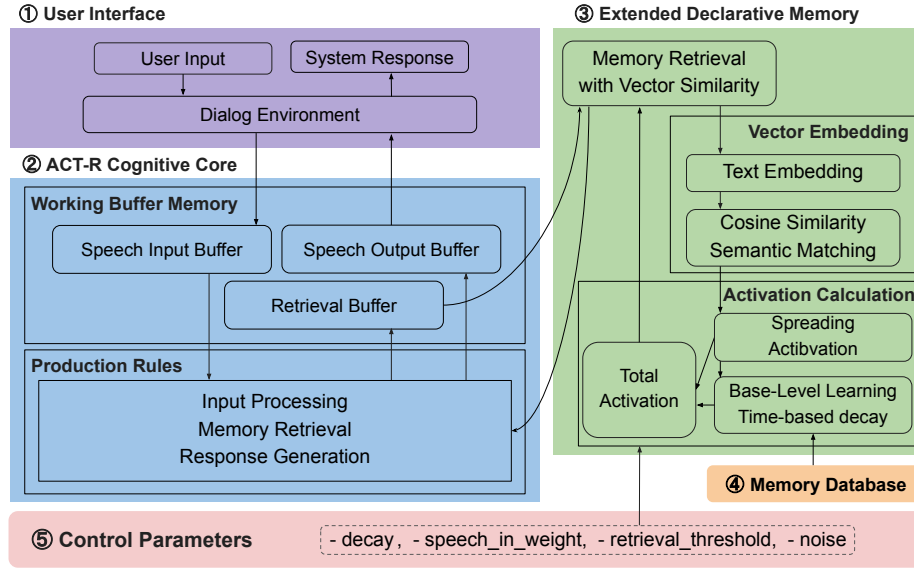 ① User Interface
User Input
System Response
Dialog Environment
② ACT-R Cognitive Core
Working Buffer Memory
Speech Input Buffer
Speech Output Buffer
Retrieval Buffer
Production Rules
Input Processing
Memory Retrieval
Response Generation
③ Extended Declarative Memory
Memory Retrieval
with Vector Similarity
Vector Embedding
Text Embedding
Cosine Similarity
Semantic Matching
Activation Calculation
Spreading
Actibvation
Total
Activation
Base-Level Learning
Time-based decay
④ Memory Database
⑤ Control Parameters
- decay, - speech_in_weight, - retrieval_threshold, - noise